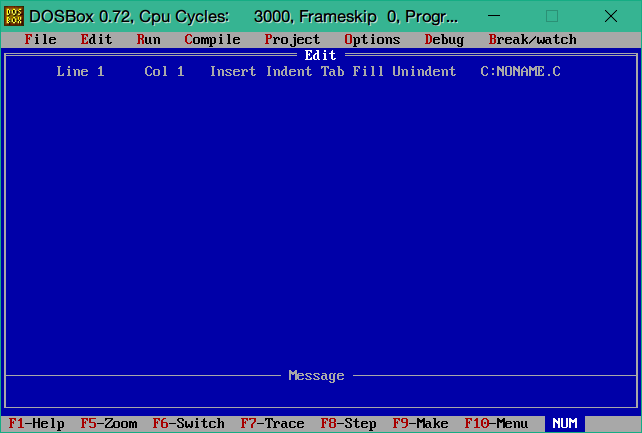 DOS BOX DOSBox 0.72, Cpu Cycles: 3000, Frameskip 0, Progr...
File Edit Run Compile Project Options Debug Break/watch
Edit
Line 1 Col 1 Insert Indent Tab Fill Unindent C:NONAME.C
Message
F1-Help F5-Zoom F6-Switch F7-Trace F8-Step F9-Make F10-Menu NUM